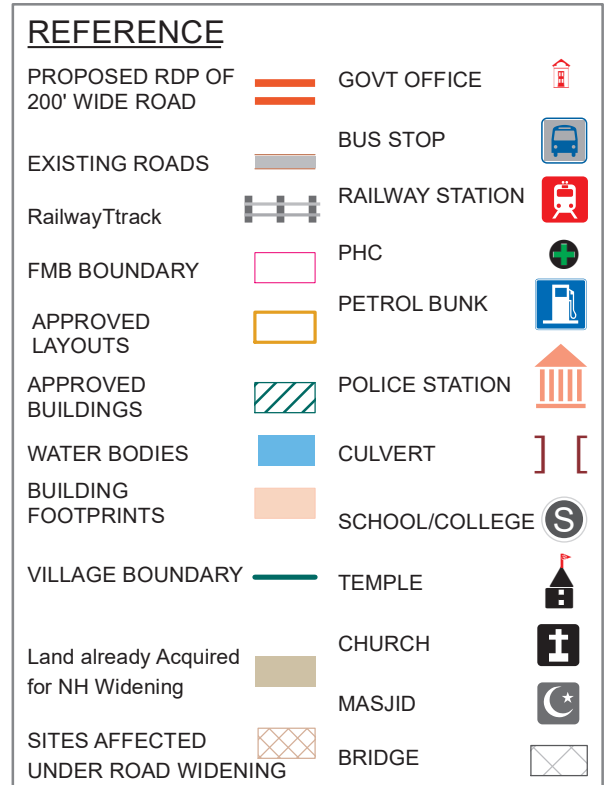 REFERENCE
PROPOSED RDP OF
200' WIDE ROAD
EXISTING ROADS
RailwayTtrack
FMB BOUNDARY
APPROVED
LAYOUTS
APPROVED
BUILDINGS
WATER BODIES
BUILDING
FOOTPRINTS
VILLAGE BOUNDARY
Land already Acquired
for NH Widening
SITES AFFECTED
UNDER ROAD WIDENING
GOVT OFFICE
BUS STOP
RAILWAY STATION
PHC
PETROL BUNK
POLICE STATION
CULVERT
SCHOOL/COLLEGE
S
TEMPLE
CHURCH
MASJID
BRIDGE